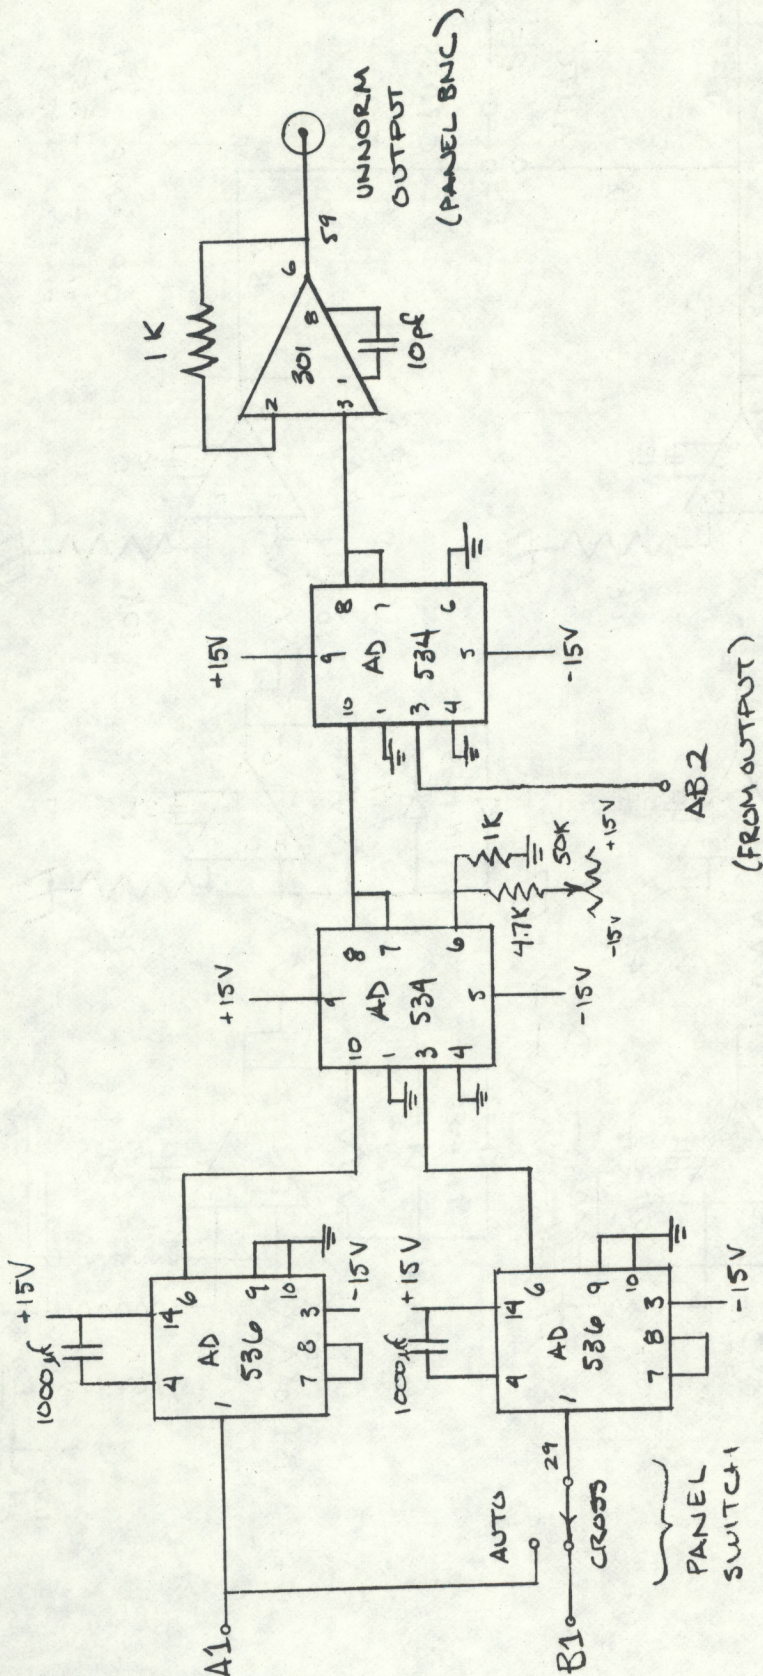 A1
B1
AUTO
CROSS
29
PANEL
SWITCH
1000µf
+15V
4
14
1
AD
536
6
9
10
7
8
3
-15V
1000µf
+15V
4
14
1
AD
536
6
9
10
7
8
3
-15V
+15V
9
10
8
1
AD
7
3
534
6
4
5
-15V
1K
4.7K
50K
-15V
+15V
+15V
9
10
8
1
AD
7
3
534
6
4
5
-15V
AB2
(FROM OUTPUT)
1K
2
301
6
3
1
8
10pf
59
UNNORM
OUTPUT
(PANEL BNC)